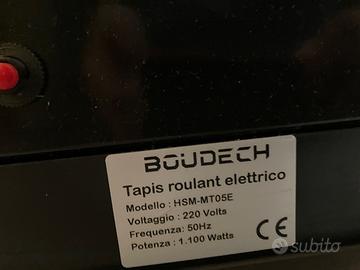 BOUDECH
Tapis roulant elettrico
Modello : HSM-MT05E
Voltaggio : 220 Volts
Frequenza: 50Hz
Potenza : 1.100 Watts
CE
subito